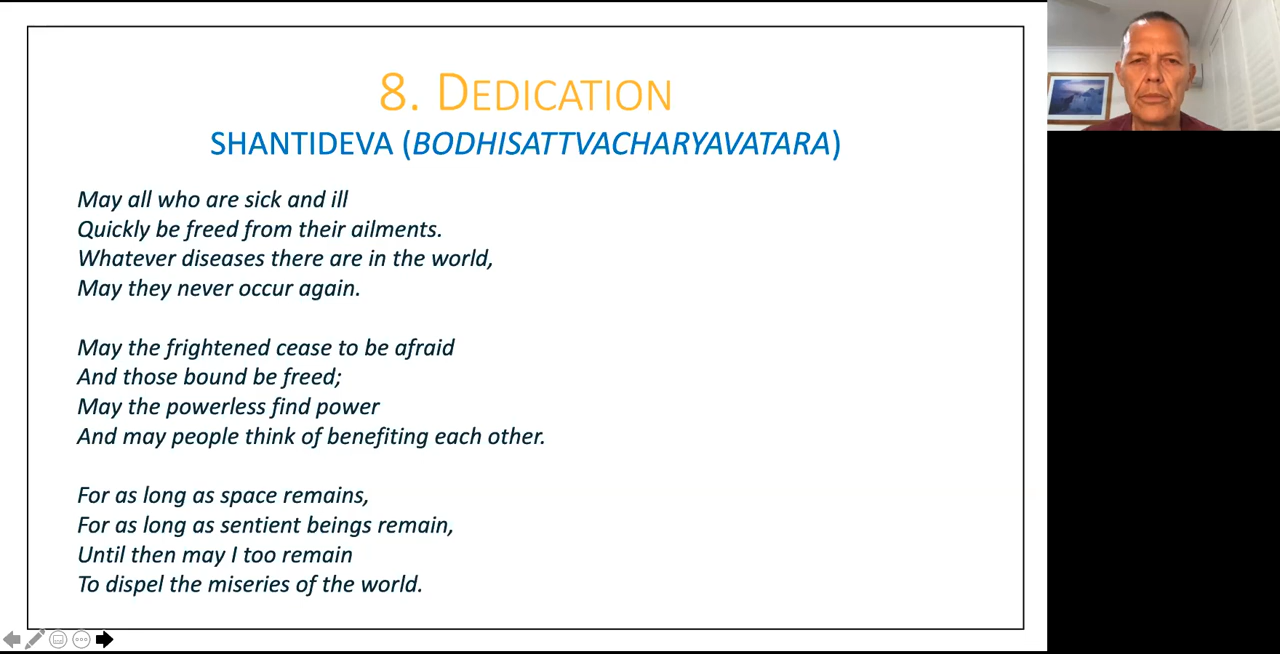 8. DEDICATION
SHANTIDEVA (BODHISATTVACHARYAVATARA)
May all who are sick and ill
Quickly be freed from their ailments.
Whatever diseases there are in the world,
May they never occur again.
May the frightened cease to be afraid
And those bound be freed;
May the powerless find power
And may people think of benefiting each other.
For as long as space remains,
For as long as sentient beings remain,
Until then may I too remain
To dispel the miseries of the world.